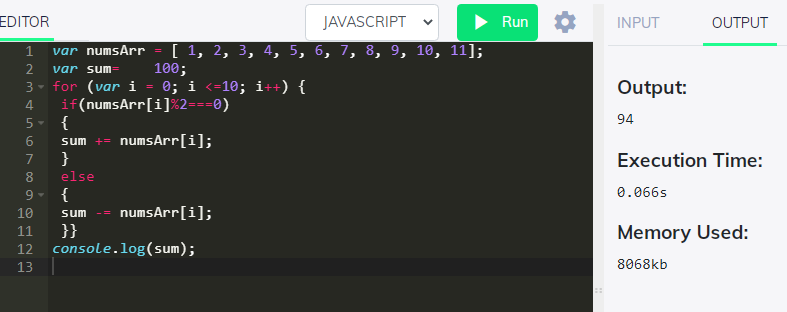 EDITOR
JAVASCRIPT
Run
INPUT
OUTPUT
1 var numsArr = [ 1, 2, 3, 4, 5, 6, 7, 8, 9, 10, 11];
2 var sum=    100;
3 for (var i = 0; i <=10; i++) {
4 if(numsArr[i]%2===0)
5 {
6 sum += numsArr[i];
7 }
8 else
9 {
10 sum -= numsArr[i];
11 }}
12 console.log(sum);
13
Output:
94
Execution Time:
0.066s
Memory Used:
8068kb